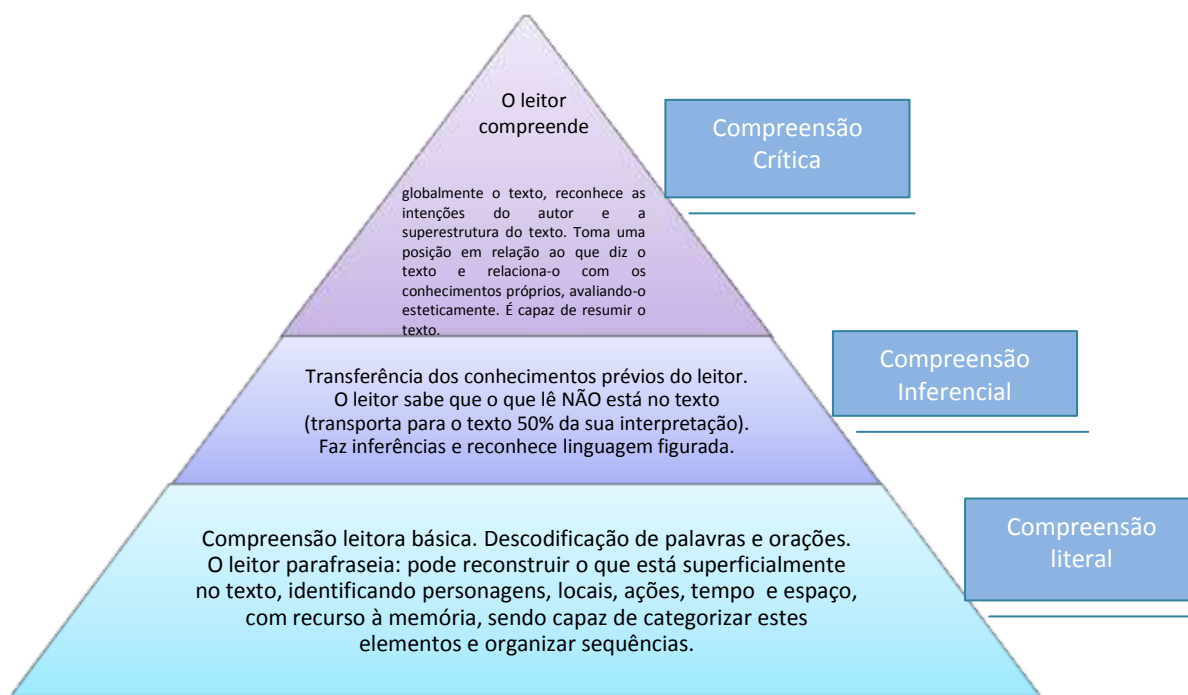 O leitor
compreende
globalmente o texto, reconhece as
intenções do autor e a
superestrutura do texto. Toma uma
posição em relação ao que diz o
texto e relaciona-o com os
conhecimentos próprios, avaliando-o
esteticamente. É capaz de resumir o
texto.
Compreensão
Crítica
Transferência dos conhecimentos prévios do leitor.
O leitor sabe que o que lê NÃO está no texto
(transporta para o texto 50% da sua interpretação).
Faz inferências e reconhece linguagem figurada.
Compreensão
Inferencial
Compreensão leitora básica. Descodificação de palavras e orações.
O leitor parafraseia: pode reconstruir o que está superficialmente
no texto, identificando personagens, locais, ações, tempo e espaço,
com recurso à memória, sendo capaz de categorizar estes
elementos e organizar sequências.
Compreensão
literal